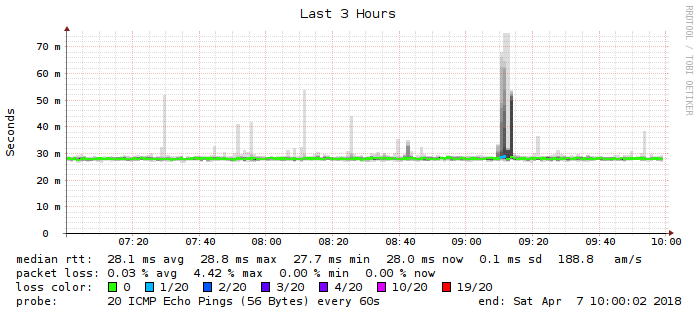 Last 3 Hours
RRDTOOL / TOBI OETIKER
Seconds
70 m
60 m
50 m
40 m
30 m
20 m
10 m
0
07:20 07:40 08:00 08:20 08:40 09:00 09:20 09:40 10:00
median rtt: 28.1 ms avg 28.8 ms max 27.7 ms min 28.0 ms now 0.1 ms sd 188.8 am/s
packet loss: 0.03 % avg 4.42 % max 0.00 % min 0.00 % now
loss color: 0 1/20 2/20 3/20 4/20 10/20 19/20
probe: 20 ICMP Echo Pings (56 Bytes) every 60s end: Sat Apr 7 10:00:02 2018